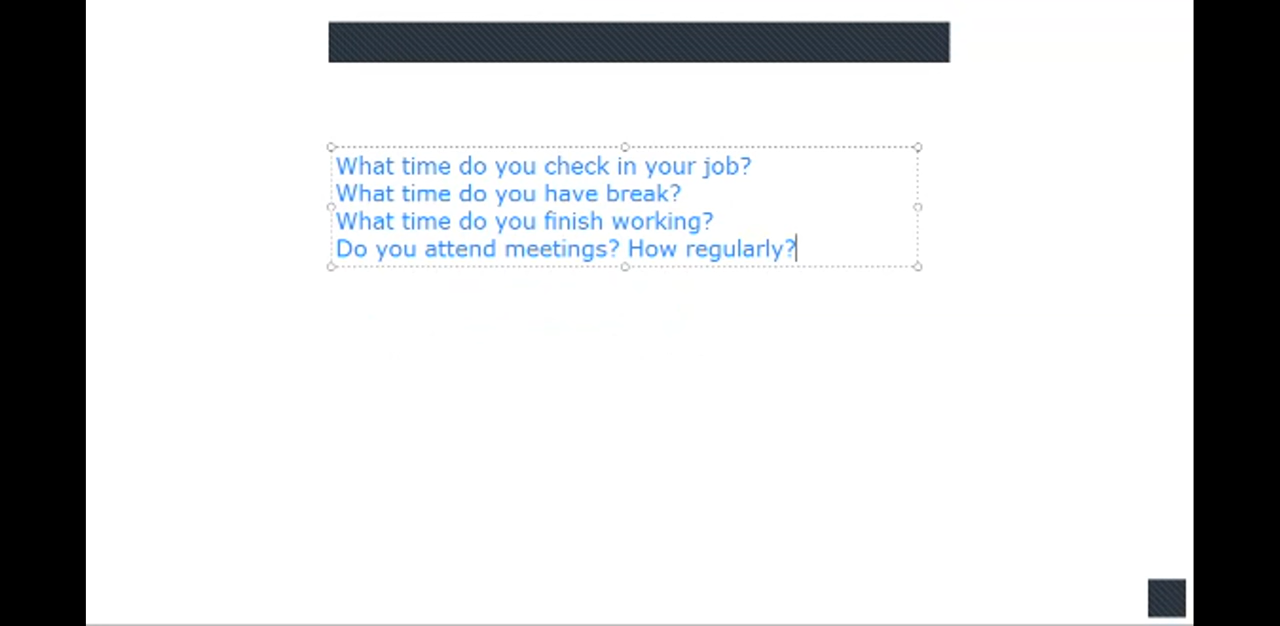 What time do you check in your job?
What time do you have break?
What time do you finish working?
Do you attend meetings? How regularly?